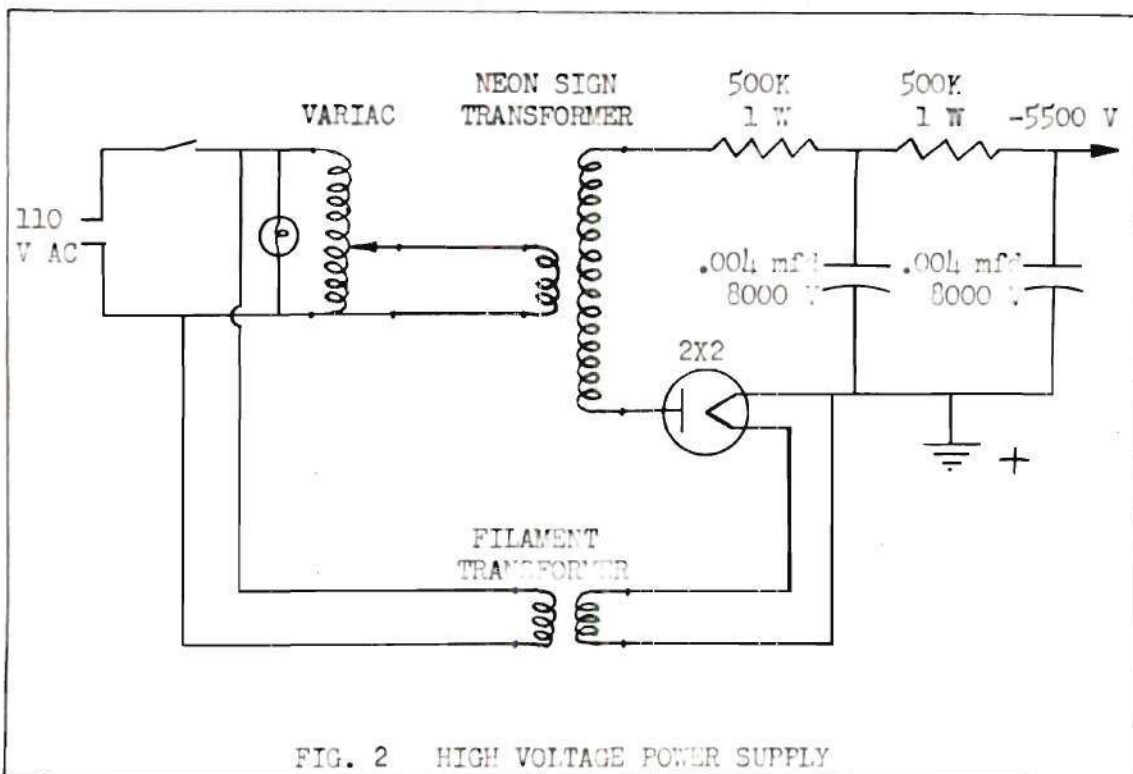 NEON SIGN
TRANSFORMER
VARIAC
500K
1 W
500K
1 W
-5500 V
110
V AC
.004 mfd
8000 V
.004 mfd
8000 V
2X2
+
FILAMENT
TRANSFORMER
FIG. 2 HIGH VOLTAGE POWER SUPPLY